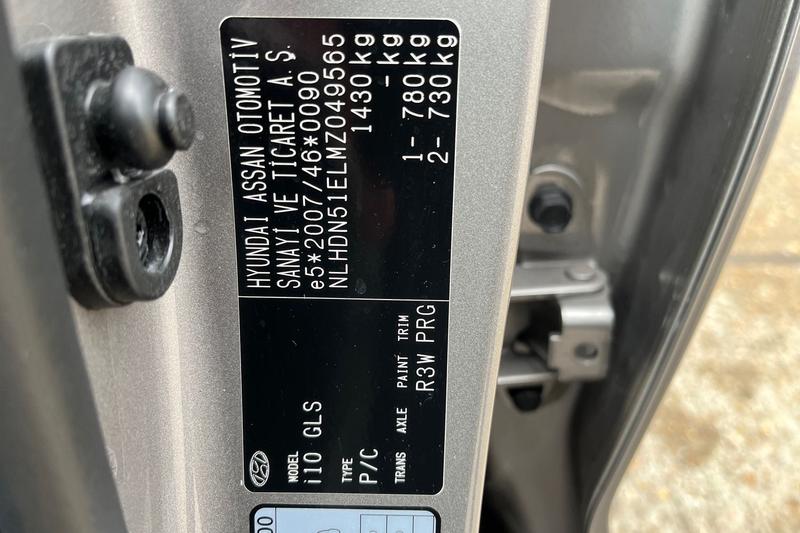 HYUNDAI ASSAN OTOMOTİV
SANAYİ VE TİCARET A.Ş.
e5*2007/46*0090
NLHDN51ELMZ049565
1430 kg
- kg
1- 780 kg
2- 730 kg
MODEL
i10 GLS
TYPE
P/C
TRANS AXLE PAINT TRIM
R3W PRG